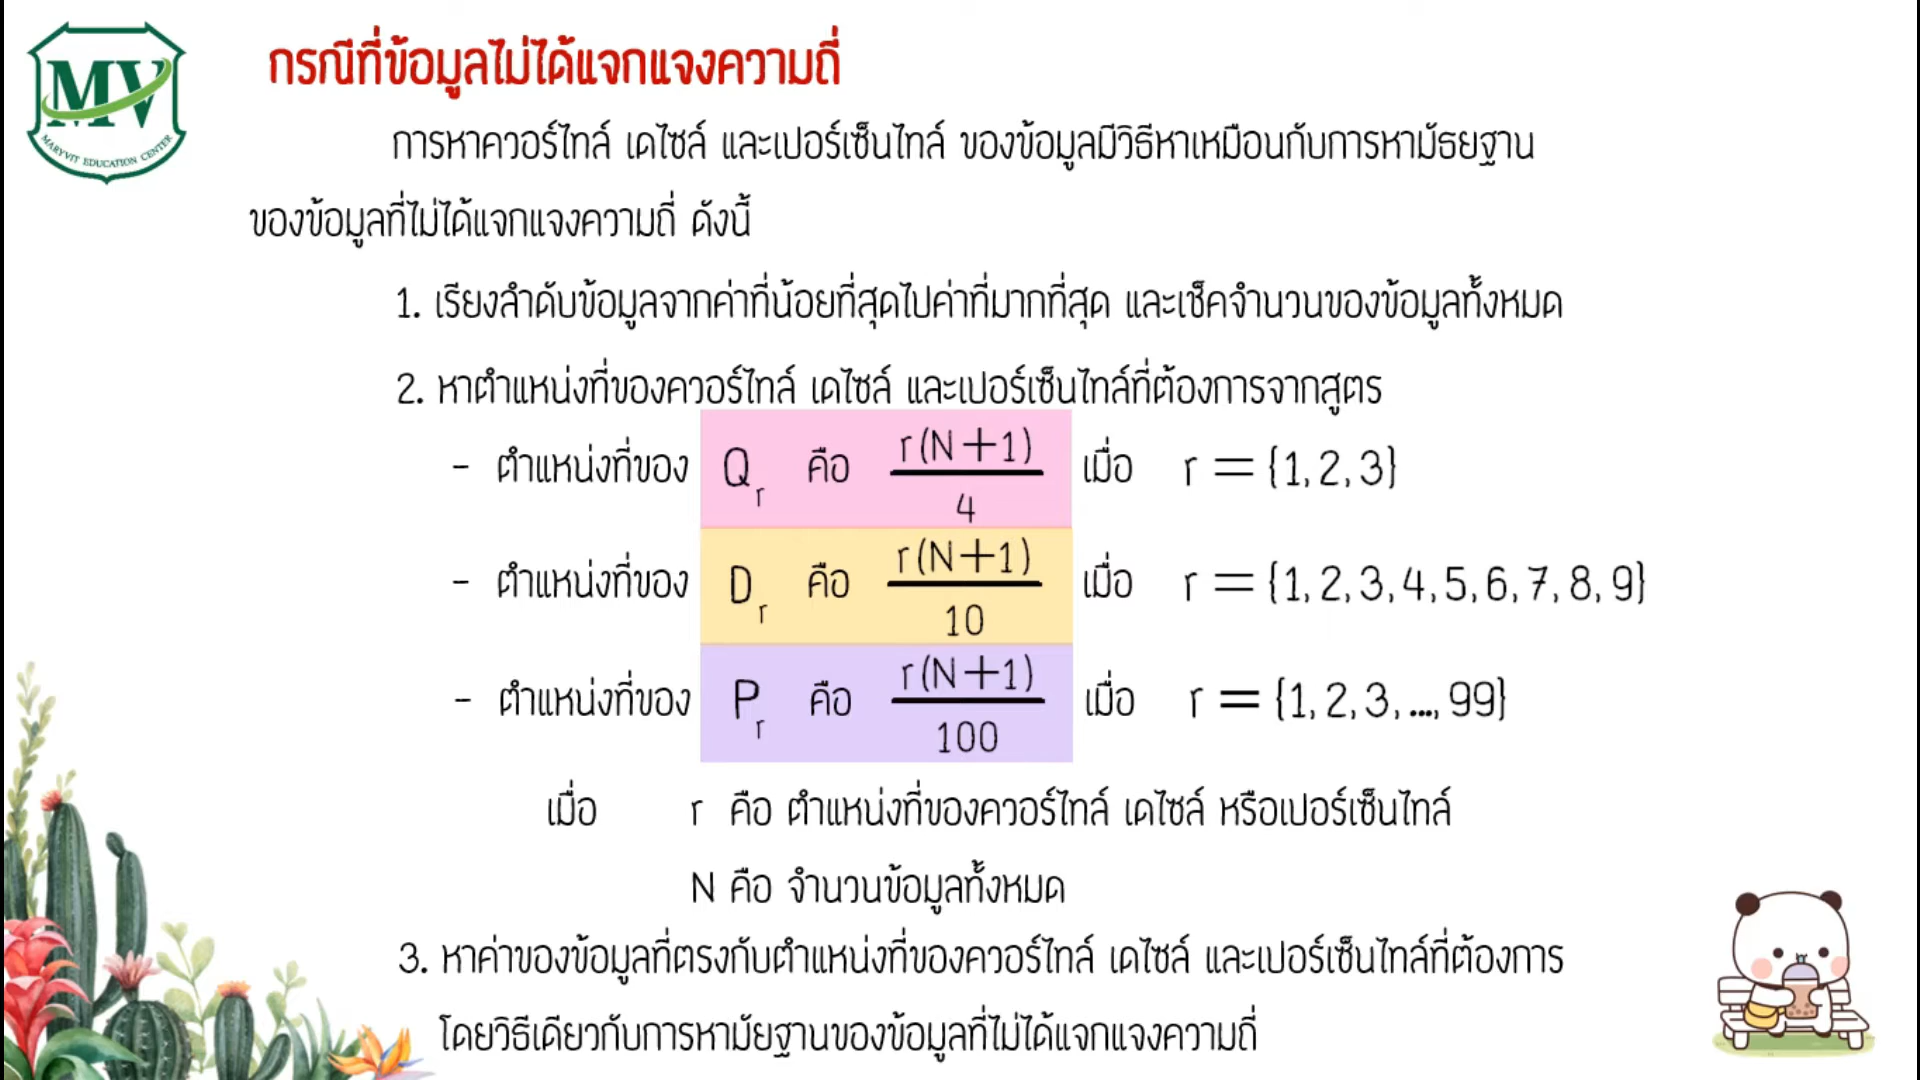 MV
MARYVIT EDUCATION CENTER
กรณีที่ข้อมูลไม่ได้แจกแจงความถี่
การหาควอร์ไทล์ เดไซล์ และเปอร์เซ็นไทล์ ของข้อมูลมีวิธีหาเหมือนกับการหามัธยฐาน
ของข้อมูลที่ไม่ได้แจกแจงความถี่ ดังนี้
1. เรียงลำดับข้อมูลจากค่าที่น้อยที่สุดไปค่าที่มากที่สุด และเช็คจำนวนของข้อมูลทั้งหมด
2. หาตำแหน่งที่ของควอร์ไทล์ เดไซล์ และเปอร์เซ็นไทล์ที่ต้องการจากสูตร
- ตำแหน่งที่ของ Qr คือ r(N+1)/4 เมื่อ r = {1, 2, 3}
- ตำแหน่งที่ของ Dr คือ r(N+1)/10 เมื่อ r = {1, 2, 3, 4, 5, 6, 7, 8, 9}
- ตำแหน่งที่ของ Pr คือ r(N+1)/100 เมื่อ r = {1, 2, 3, ..., 99}
เมื่อ r คือ ตำแหน่งที่ของควอร์ไทล์ เดไซล์ หรือเปอร์เซ็นไทล์
N คือ จำนวนข้อมูลทั้งหมด
3. หาค่าของข้อมูลที่ตรงกับตำแหน่งที่ของควอร์ไทล์ เดไซล์ และเปอร์เซ็นไทล์ที่ต้องการ
โดยวิธีเดียวกับการหามัยฐานของข้อมูลที่ไม่ได้แจกแจงความถี่